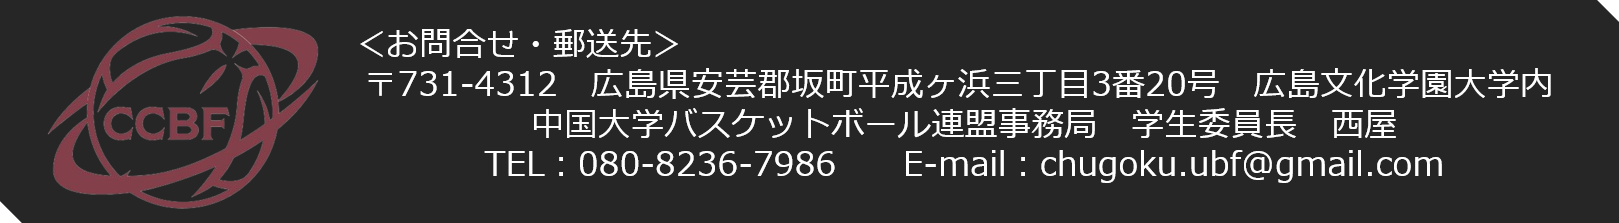 CCBF
＜お問合せ・郵送先＞
〒731-4312　広島県安芸郡坂町平成ヶ浜三丁目3番20号　広島文化学園大学内
中国大学バスケットボール連盟事務局　学生委員長　西屋
TEL：080-8236-7986　　E-mail：chugoku.ubf@gmail.com